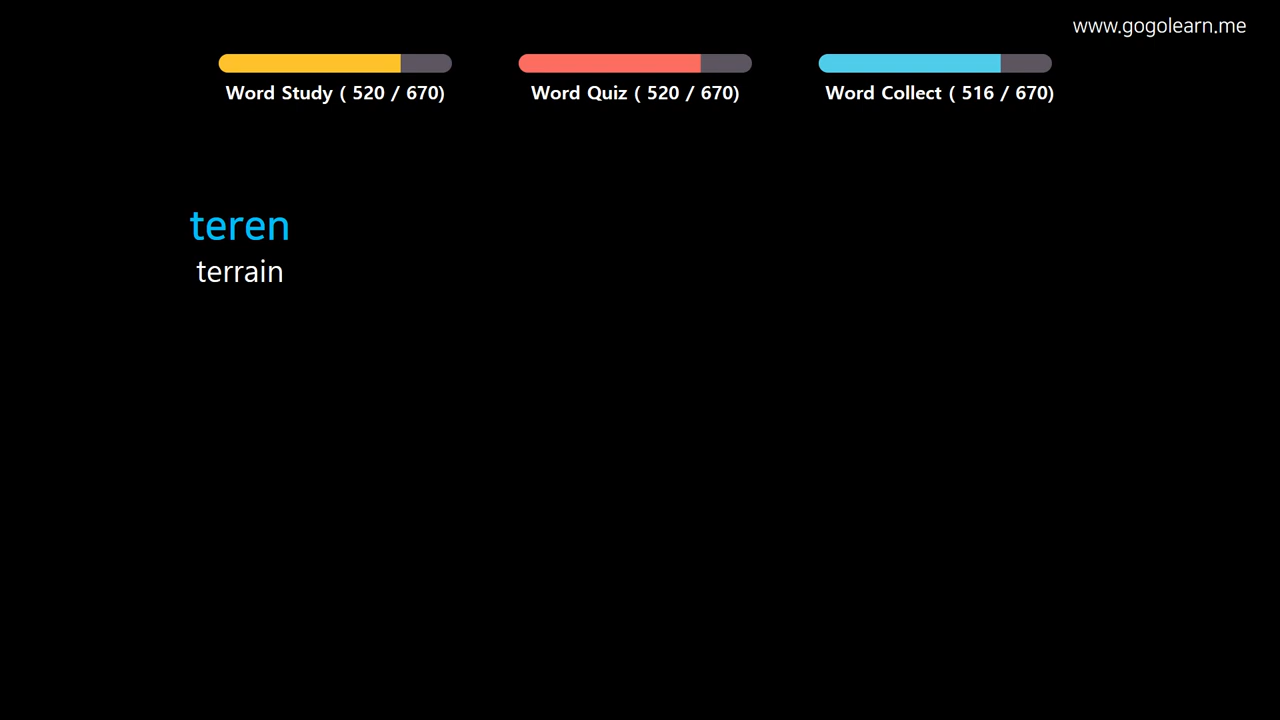 www.gogolearn.me
Word Study ( 520 / 670)
Word Quiz ( 520 / 670)
Word Collect ( 516 / 670)
teren
terrain